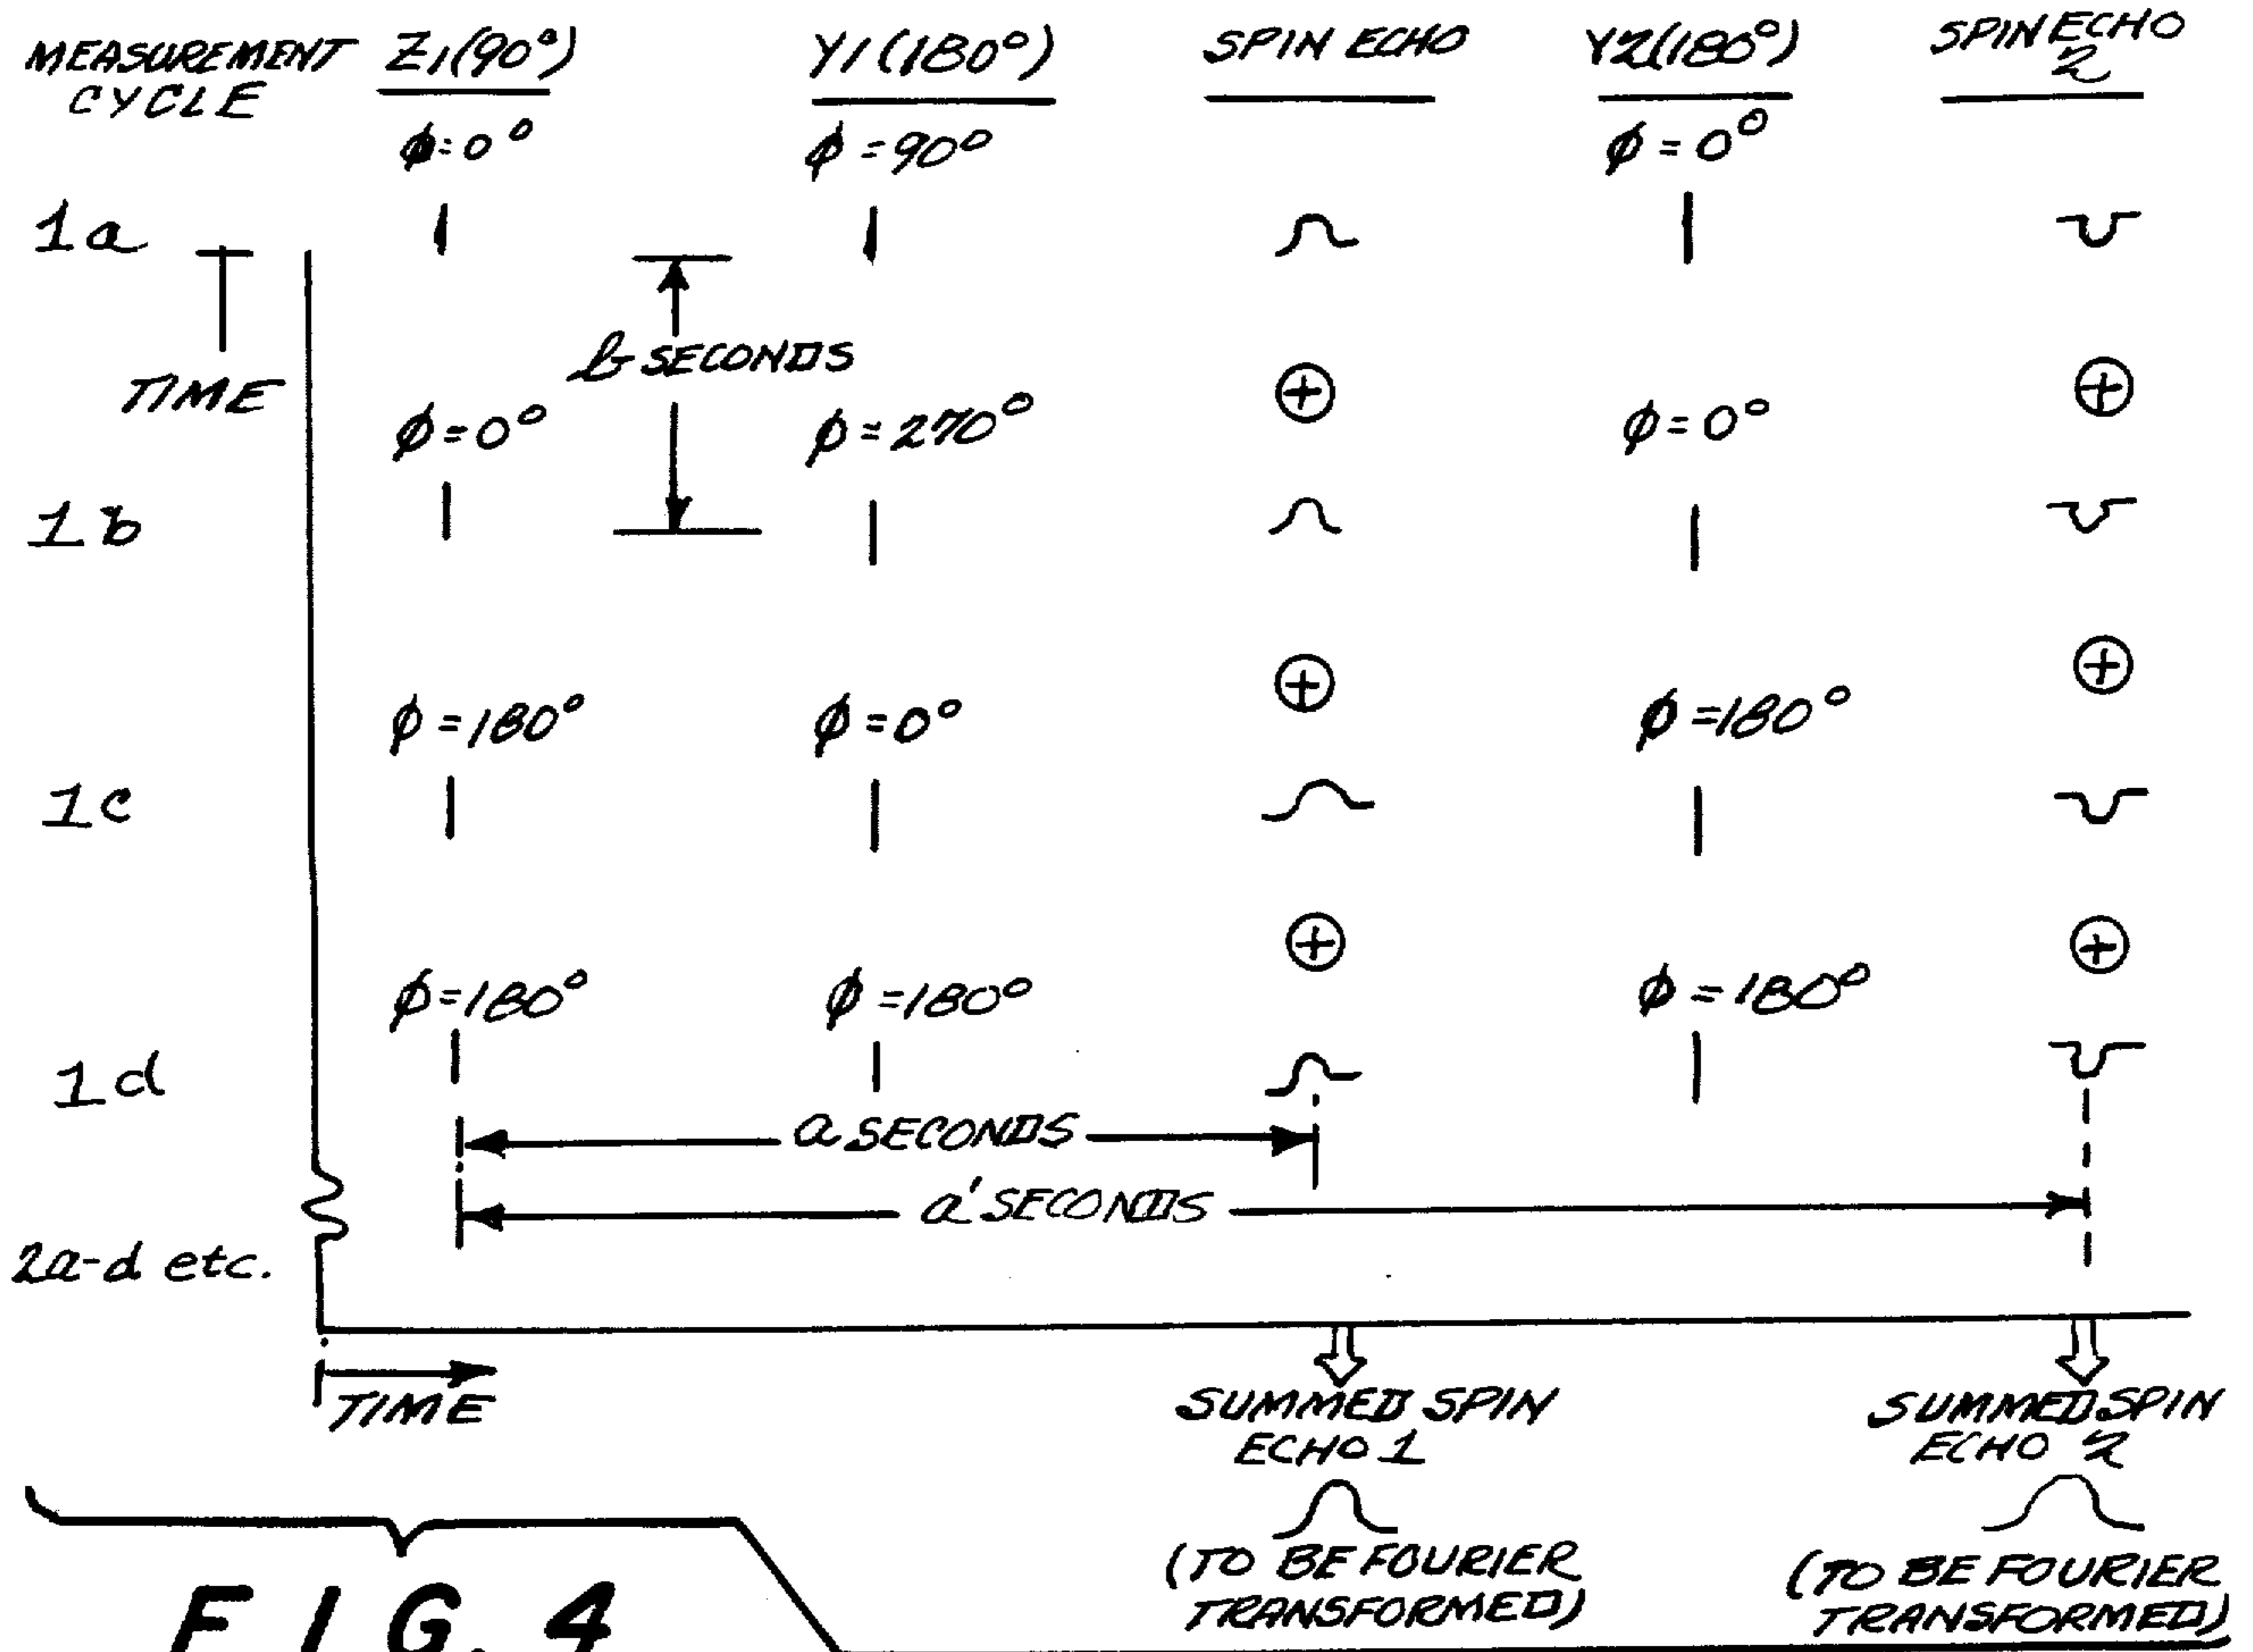 MEASUREMENT CYCLE Z1(90°) Y1(180°) SPIN ECHO Y2(180°) SPIN ECHO 2
φ=0° φ=90° φ=0°
1a
b SECONDS
TIME
φ=0° φ=270° φ=0°
1b
φ=180° φ=0° φ=180°
1c
φ=180° φ=180° φ=180°
1d
a SECONDS
a' SECONDS
2a-d etc.
TIME
SUMMED SPIN
ECHO 1
(TO BE FOURIER
TRANSFORMED)
SUMMED SPIN
ECHO 2
(TO BE FOURIER
TRANSFORMED)
FIG. 4